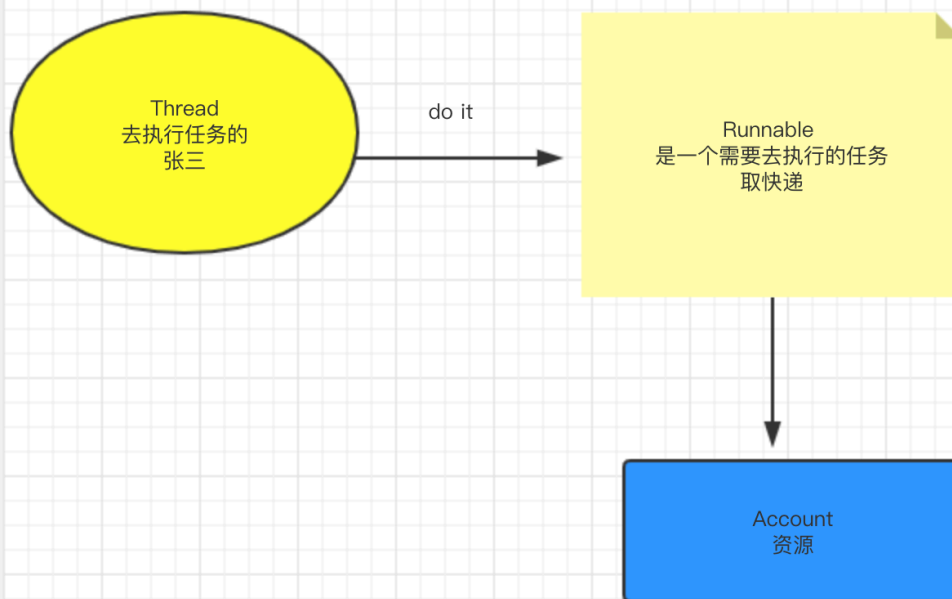 Thread
去执行任务的
张三
do it
Runnable
是一个需要去执行的任务
取快递
Account
资源